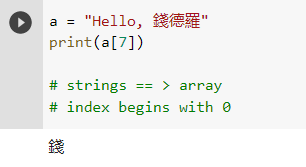 a = "Hello, 錢德羅"
print(a[7])
# strings == > array
# index begins with 0
錢